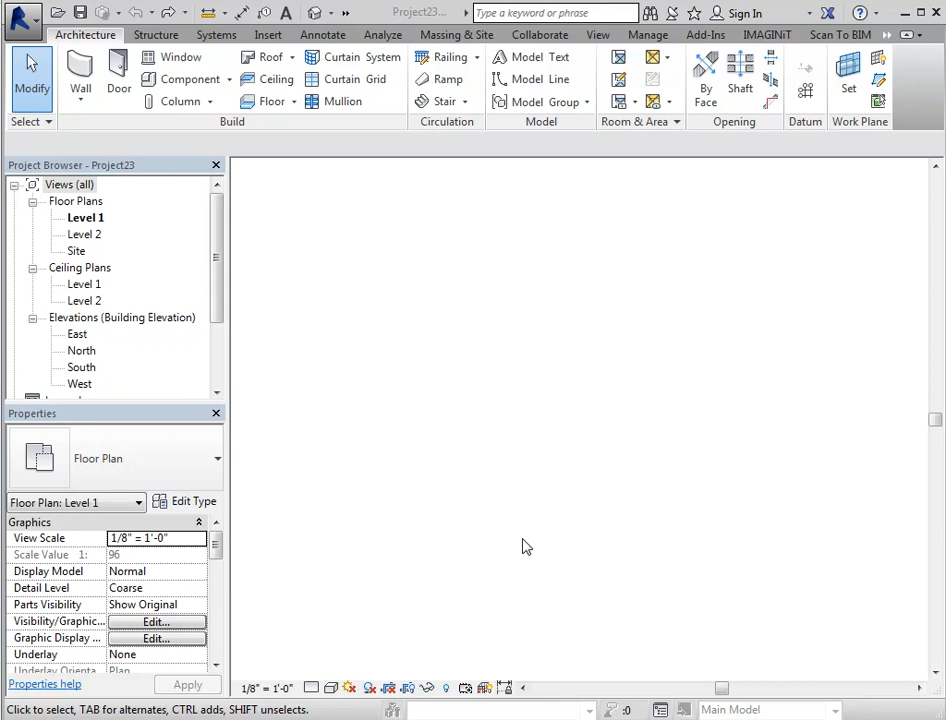 Project23...
Type a keyword or phrase
Sign In
Architecture Structure Systems Insert Annotate Analyze Massing & Site Collaborate View Manage Add-Ins IMAGINiT Scan To BIM
Modify Wall Door Window Component Column Roof Ceiling Floor Curtain System Curtain Grid Mullion Railing Ramp Stair Model Text Model Line Model Group By Face Shaft Set
Select Build Circulation Model Room & Area Opening Datum Work Plane
Project Browser - Project23
Views (all)
Floor Plans
Level 1
Level 2
Site
Ceiling Plans
Level 1
Level 2
Elevations (Building Elevation)
East
North
South
West
Properties
Floor Plan
Floor Plan: Level 1 Edit Type
Graphics
View Scale 1/8" = 1'-0"
Scale Value 1: 96
Display Model Normal
Detail Level Coarse
Parts Visibility Show Original
Visibility/Graphic... Edit...
Graphic Display ... Edit...
Underlay None
Underlay Orienta... Plan
Properties help Apply
1/8" = 1'-0"
Click to select, TAB for alternates, CTRL adds, SHIFT unselects. :0 Main Model